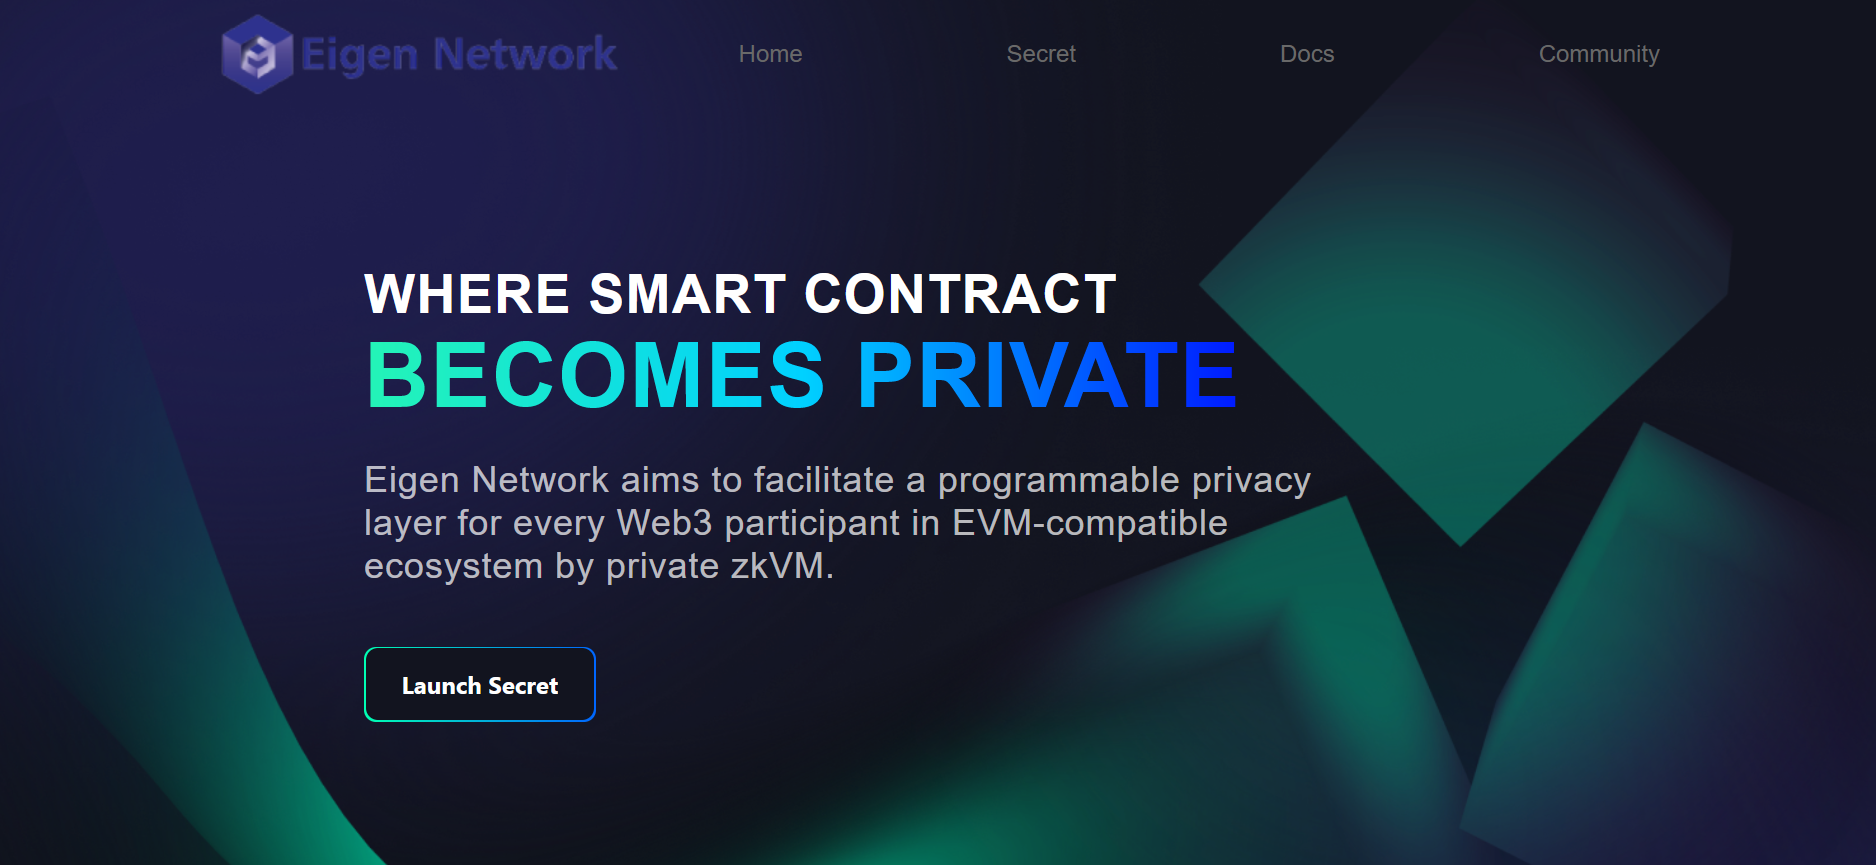 Eigen Network
Home
Secret
Docs
Community
WHERE SMART CONTRACT
BECOMES PRIVATE
Eigen Network aims to facilitate a programmable privacy
layer for every Web3 participant in EVM-compatible
ecosystem by private zkVM.
Launch Secret